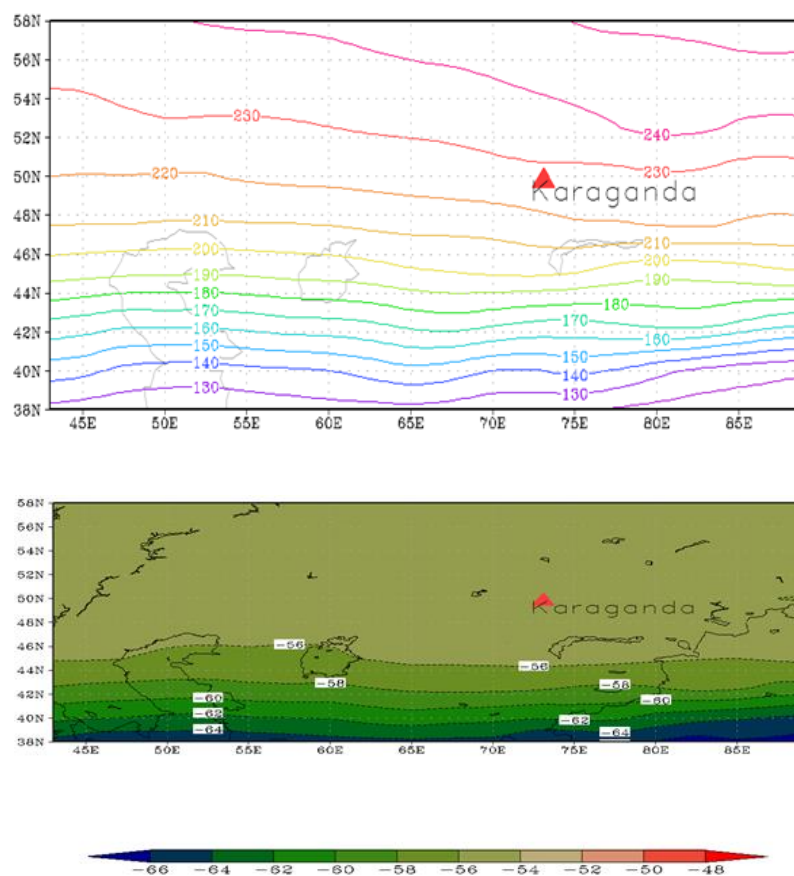 58N
56N
54N
240
52N
230
230
50N
220
Karaganda
48N
210
210
46N
200
200
190
190
44N
180
180
170
170
42N
160
160
150
150
40N
140
140
130
130
38N
45E 50E 55E 60E 65E 70E 75E 80E 85E
58N
56N
54N
52N
50N
Karaganda
48N
46N
-56
-56
44N
-58
-58
42N
-60
-60
40N
-62
-62
-64
-64
38N
45E 50E 55E 60E 65E 70E 75E 80E 85E
-66 -64 -62 -60 -58 -56 -54 -52 -50 -48